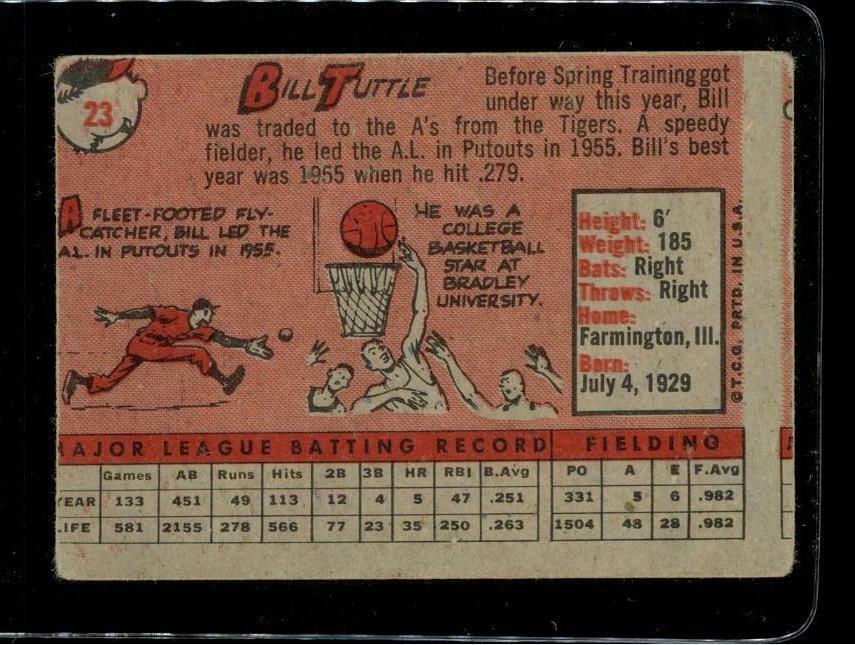 23
BILL TUTTLE
Before Spring Training got
under way this year, Bill
was traded to the A's from the Tigers. A speedy
fielder, he led the A.L. in Putouts in 1955. Bill's best
year was 1955 when he hit .279.
A FLEET-FOOTED FLY-
CATCHER, BILL LED THE
A.L. IN PUTOUTS IN 1955.
HE WAS A
COLLEGE
BASKETBALL
STAR AT
BRADLEY
UNIVERSITY.
Height: 6'
Weight: 185
Bats: Right
Throws: Right
Home:
Farmington, Ill.
Born:
July 4, 1929
©T.C.G. PRTD. IN U.S.A.
AJOR LEAGUE BATTING RECORD FIELDING
Games AB Runs Hits 2B 3B HR RBI B.Avg PO A E F.Avg
YEAR 133 451 49 113 12 4 5 47 .251 331 5 6 .982
LIFE 581 2155 278 566 77 23 35 250 .263 1504 48 28 .982